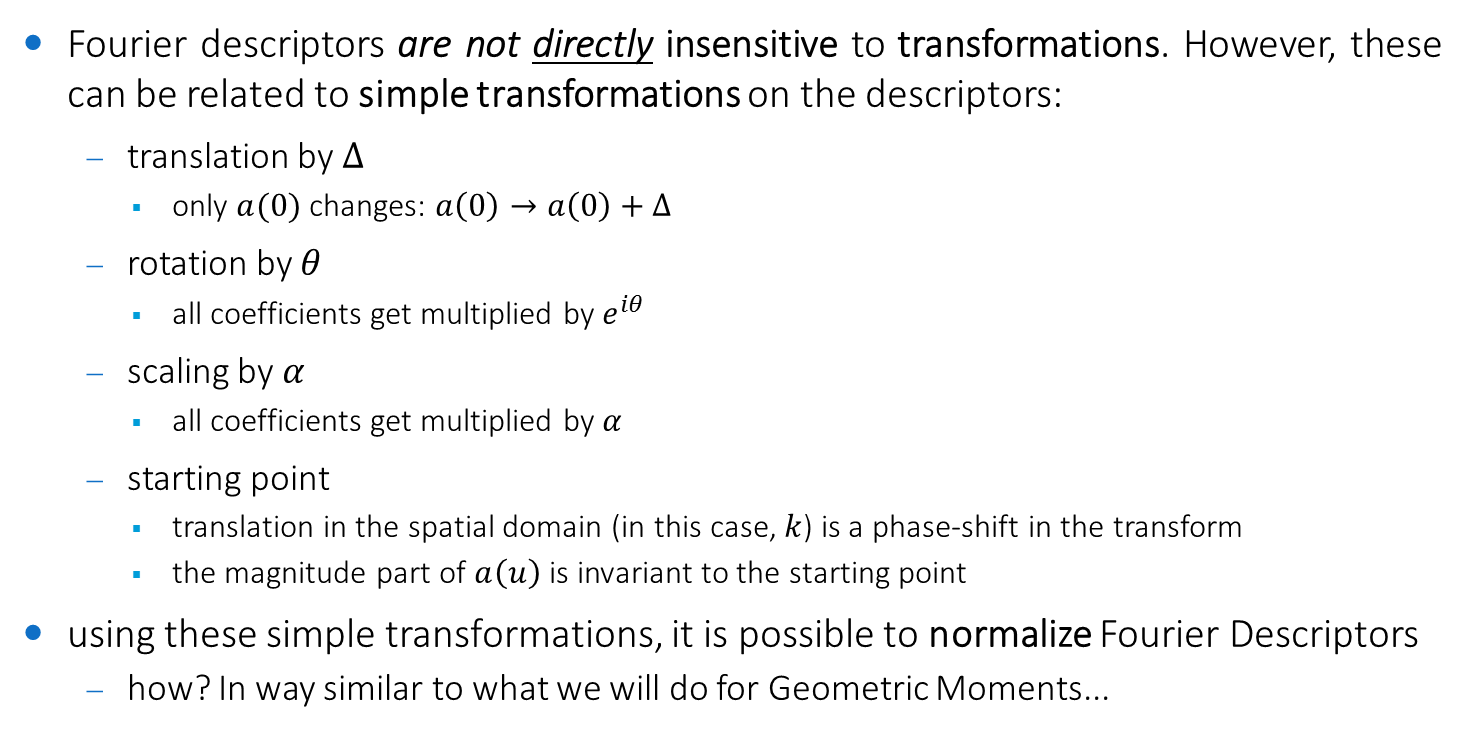 • Fourier descriptors are not directly insensitive to transformations. However, these
can be related to simple transformations on the descriptors:
– translation by Δ
▪ only a(0) changes: a(0) → a(0) + Δ
– rotation by θ
▪ all coefficients get multiplied by e^{iθ}
– scaling by α
▪ all coefficients get multiplied by α
– starting point
▪ translation in the spatial domain (in this case, k) is a phase-shift in the transform
▪ the magnitude part of a(u) is invariant to the starting point
• using these simple transformations, it is possible to normalize Fourier Descriptors
– how? In way similar to what we will do for Geometric Moments...